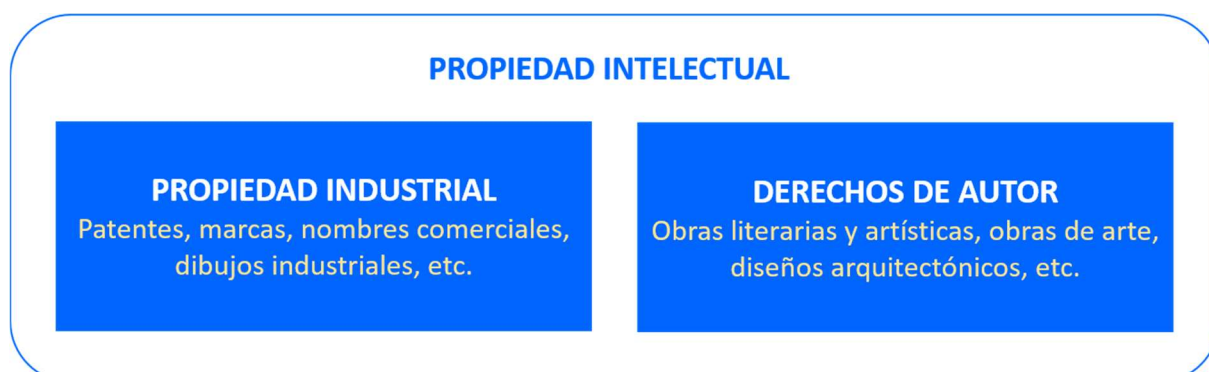 PROPIEDAD INTELECTUAL
PROPIEDAD INDUSTRIAL
Patentes, marcas, nombres comerciales,
dibujos industriales, etc.
DERECHOS DE AUTOR
Obras literarias y artísticas, obras de arte,
diseños arquitectónicos, etc.